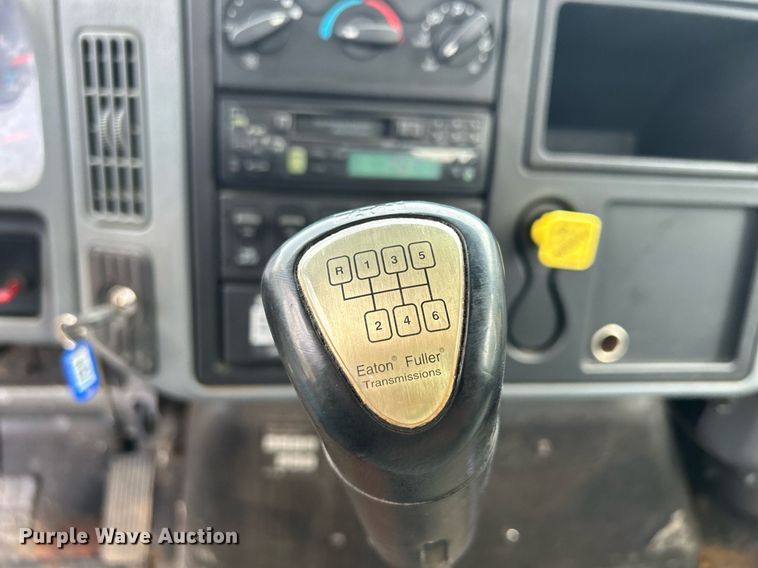 R 1 3 5
2 4 6
Eaton® Fuller®
Transmissions
Purple Wave Auction